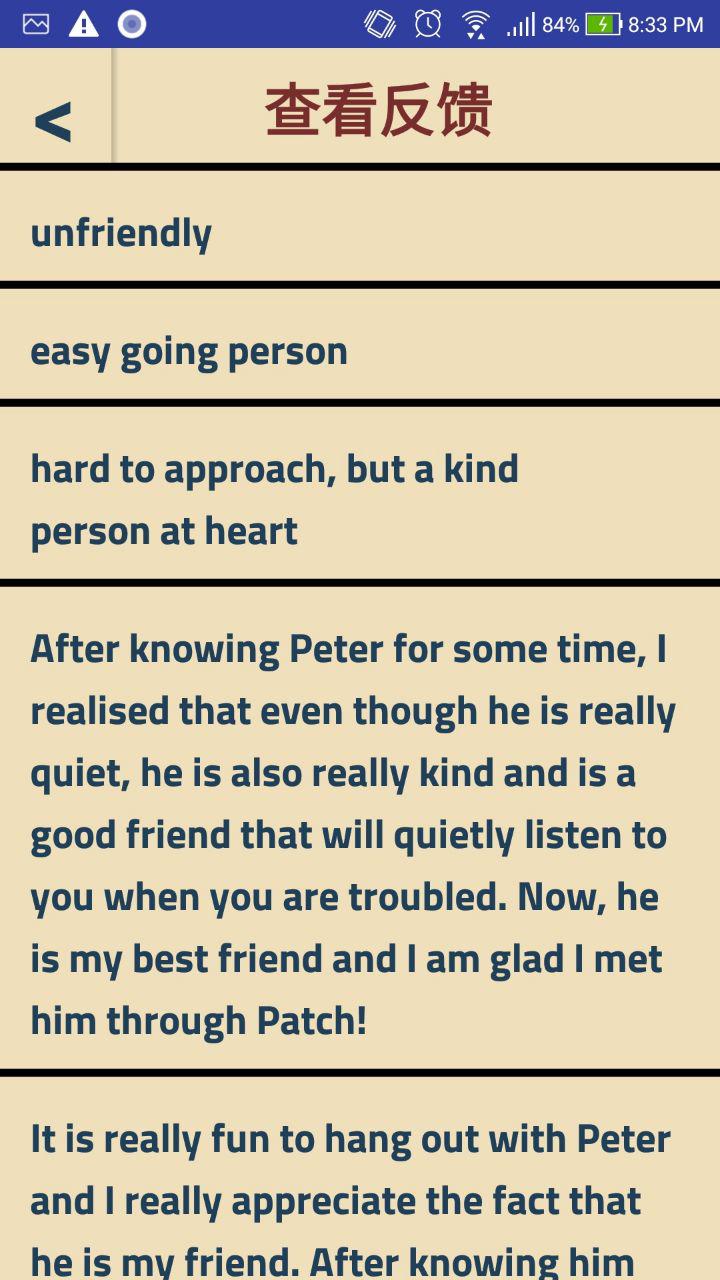 84% 8:33 PM
<
查看反馈
unfriendly
easy going person
hard to approach, but a kind
person at heart
After knowing Peter for some time, I
realised that even though he is really
quiet, he is also really kind and is a
good friend that will quietly listen to
you when you are troubled. Now, he
is my best friend and I am glad I met
him through Patch!
It is really fun to hang out with Peter
and I really appreciate the fact that
he is my friend. After knowing him